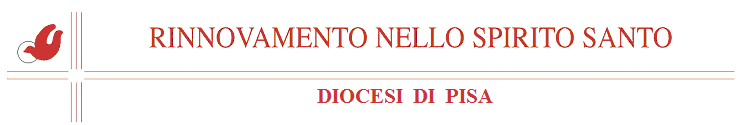 RINNOVAMENTO NELLO SPIRITO SANTO
DIOCESI DI PISA